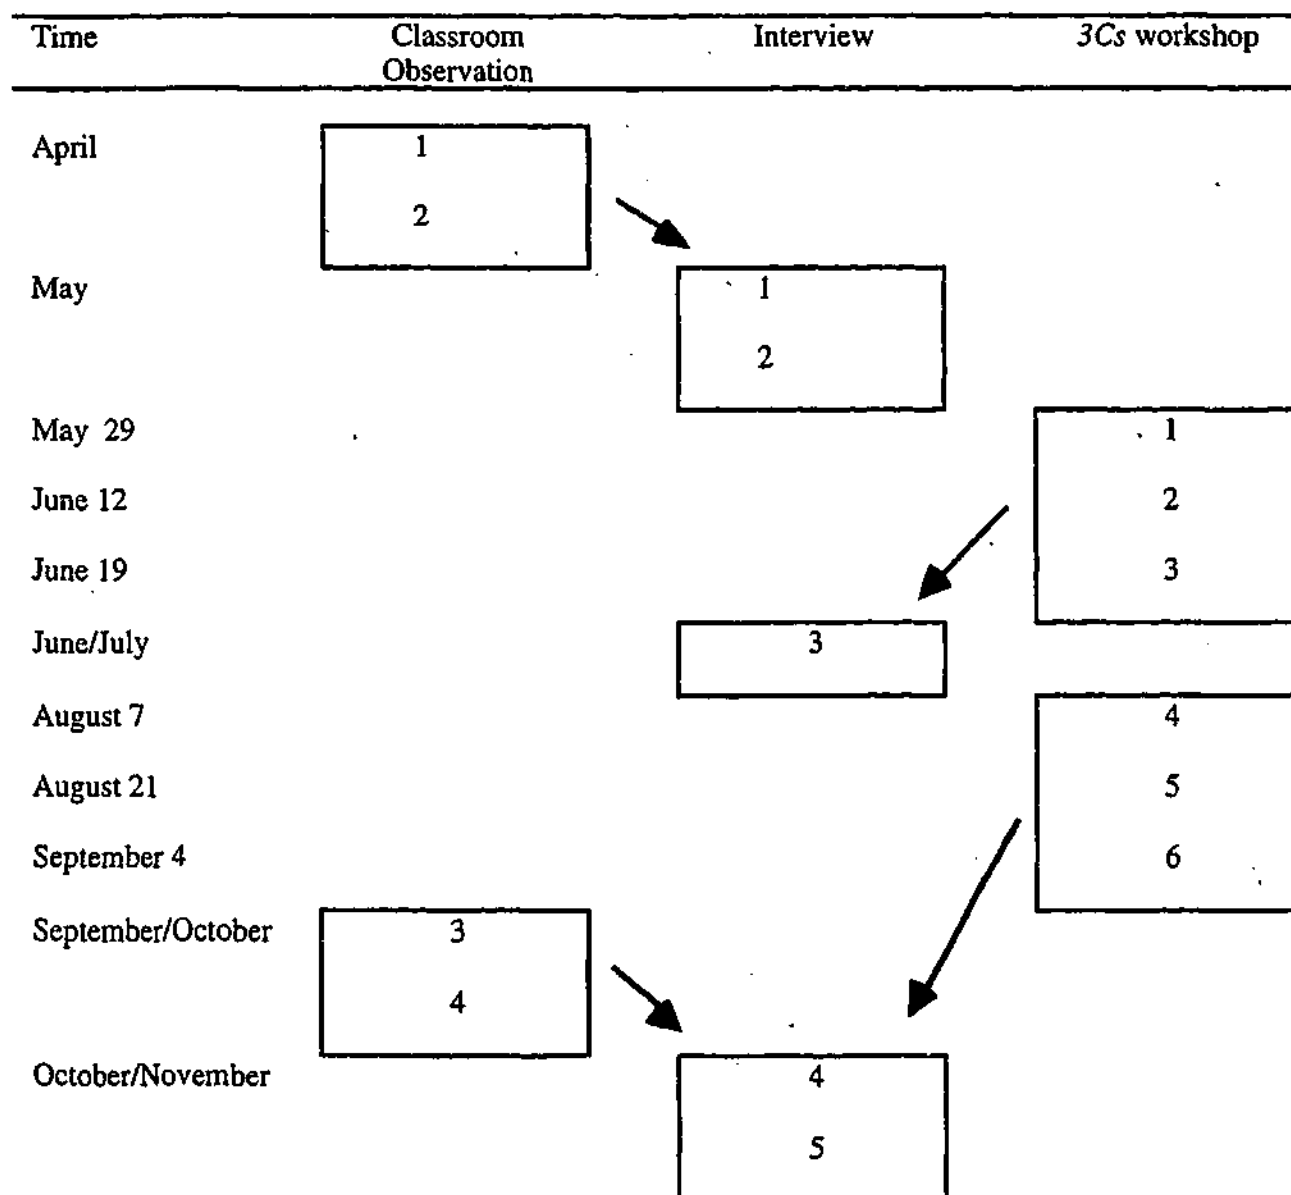 Time Classroom Interview 3Cs workshop
Observation
April 1
2
May 1
2
May 29 1
June 12 2
June 19 3
June/July 3
August 7 4
August 21 5
September 4 6
September/October 3
4
October/November 4
5